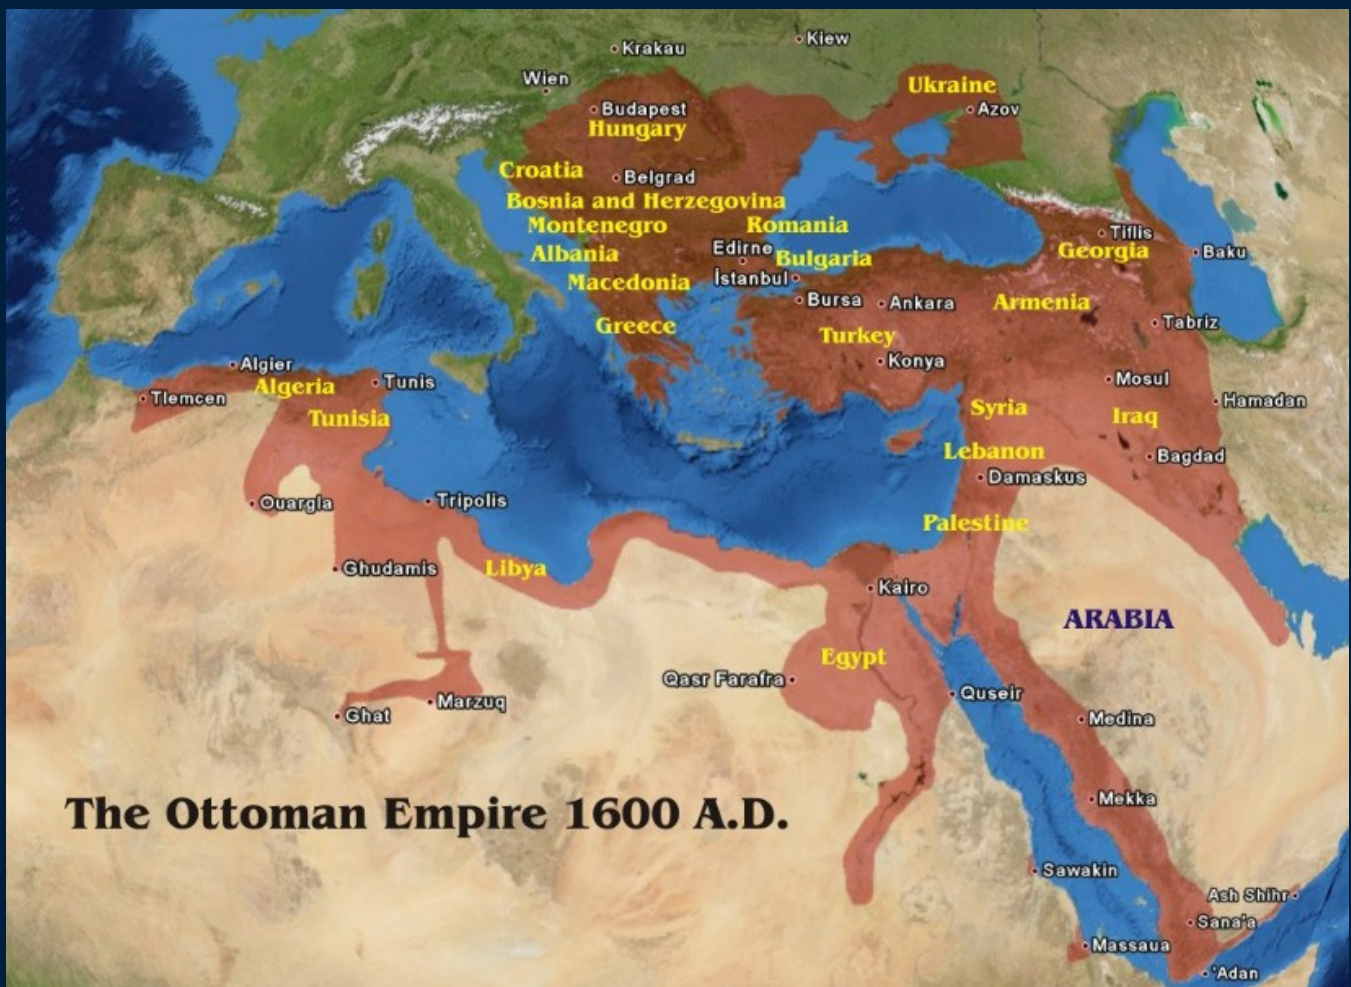 Kiew
Krakau
Wien
Ukraine
Budapest
Azov
Hungary
Croatia
Belgrad
Bosnia and Herzegovina
Montenegro
Romania
Tiflis
Edirne
Georgia
Baku
Albania
Bulgaria
İstanbul
Macedonia
Bursa
Ankara
Armenia
Greece
Turkey
Tabriz
Algier
Konya
Tunis
Mosul
Algeria
Tlemcen
Hamadan
Syria
Iraq
Tunisia
Lebanon
Bagdad
Damaskus
Ouargla
Tripolis
Palestine
Ghudamis
Libya
Kairo
ARABIA
Egypt
Qasr Farafra
Quseir
Marzuq
Ghat
Medina
Mekka
The Ottoman Empire 1600 A.D.
Sawakin
Ash Shihr
Sana'a
Massaua
'Adan